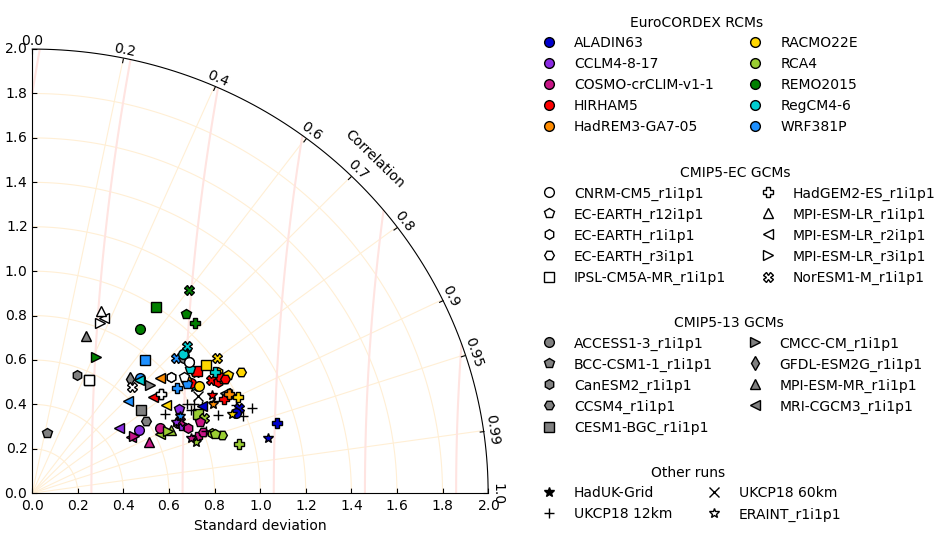 EuroCORDEX RCMs
ALADIN63
RACMO22E
CCLM4-8-17
RCA4
COSMO-crCLIM-v1-1
REMO2015
HIRHAM5
RegCM4-6
HadREM3-GA7-05
WRF381P
CMIP5-EC GCMs
CNRM-CM5_r1i1p1
HadGEM2-ES_r1i1p1
EC-EARTH_r12i1p1
MPI-ESM-LR_r1i1p1
EC-EARTH_r1i1p1
MPI-ESM-LR_r2i1p1
EC-EARTH_r3i1p1
MPI-ESM-LR_r3i1p1
IPSL-CM5A-MR_r1i1p1
NorESM1-M_r1i1p1
CMIP5-13 GCMs
ACCESS1-3_r1i1p1
CMCC-CM_r1i1p1
BCC-CSM1-1_r1i1p1
GFDL-ESM2G_r1i1p1
CanESM2_r1i1p1
MPI-ESM-MR_r1i1p1
CCSM4_r1i1p1
MRI-CGCM3_r1i1p1
CESM1-BGC_r1i1p1
Other runs
HadUK-Grid
UKCP18 60km
UKCP18 12km
ERAINT_r1i1p1
0.0
0.2
0.4
0.6
Correlation
0.7
0.8
0.9
0.95
0.99
1.0
2.0
1.8
1.6
1.4
1.2
1.0
0.8
0.6
0.4
0.2
0.0
0.0 0.2 0.4 0.6 0.8 1.0 1.2 1.4 1.6 1.8 2.0
Standard deviation